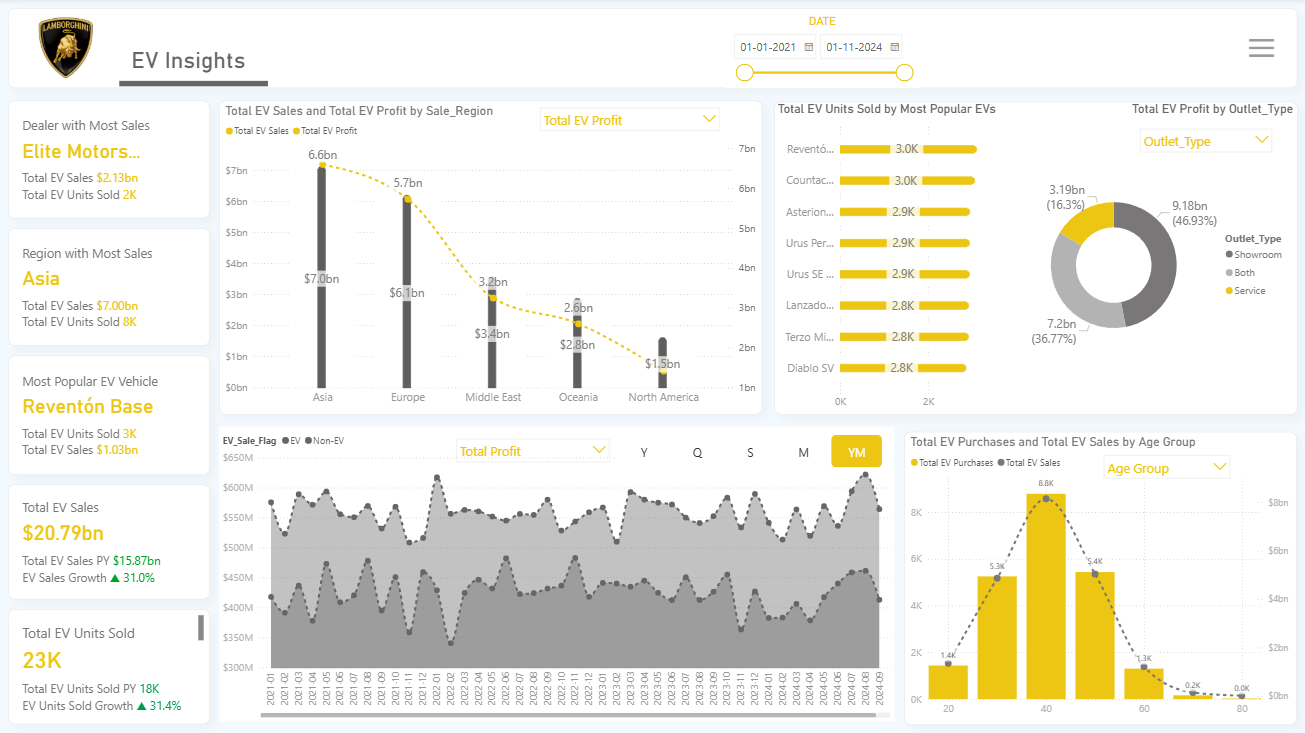 LAMBORGHINI
EV Insights
DATE
01-01-2021
01-11-2024
Dealer with Most Sales
Elite Motors...
Total EV Sales $2.13bn
Total EV Units Sold 2K
Region with Most Sales
Asia
Total EV Sales $7.00bn
Total EV Units Sold 8K
Most Popular EV Vehicle
Reventón Base
Total EV Units Sold 3K
Total EV Sales $1.03bn
Total EV Sales
$20.79bn
Total EV Sales PY $15.87bn
EV Sales Growth ▲ 31.0%
Total EV Units Sold
23K
Total EV Units Sold PY 18K
EV Units Sold Growth ▲ 31.4%
Total EV Sales and Total EV Profit by Sale_Region
Total EV Profit
Total EV Sales Total EV Profit
$7bn
$6bn
$5bn
$4bn
$3bn
$2bn
$1bn
$0bn
6.6bn
5.7bn
3.2bn
2.6bn
$7.0bn
$6.1bn
$3.4bn
$2.8bn
$1.5bn
7bn
6bn
5bn
4bn
3bn
2bn
1bn
Asia
Europe
Middle East
Oceania
North America
Total EV Units Sold by Most Popular EVs
Reventó... 3.0K
Countac... 3.0K
Asterion... 2.9K
Urus Per... 2.9K
Urus SE ... 2.9K
Lanzado... 2.8K
Terzo Mi... 2.8K
Diablo SV 2.8K
0K
2K
Total EV Profit by Outlet_Type
Outlet_Type
3.19bn
(16.3%)
9.18bn
(46.93%)
7.2bn
(36.77%)
Outlet_Type
Showroom
Both
Service
EV_Sale_Flag EV Non-EV
Total Profit
Y
Q
S
M
YM
$650M
$600M
$550M
$500M
$450M
$400M
$350M
$300M
2021-01
2021-02
2021-03
2021-04
2021-05
2021-06
2021-07
2021-08
2021-09
2021-10
2021-11
2021-12
2022-01
2022-02
2022-03
2022-04
2022-05
2022-06
2022-07
2022-08
2022-09
2022-10
2022-11
2022-12
2023-01
2023-02
2023-03
2023-04
2023-05
2023-06
2023-07
2023-08
2023-09
2023-10
2023-11
2023-12
2024-01
2024-02
2024-03
2024-04
2024-05
2024-06
2024-07
2024-08
2024-09
Total EV Purchases and Total EV Sales by Age Group
Total EV Purchases Total EV Sales
Age Group
8K
6K
4K
2K
0K
1.4K
5.3K
8.8K
5.4K
1.3K
0.2K
0.0K
$8bn
$6bn
$4bn
$2bn
$0bn
20
40
60
80